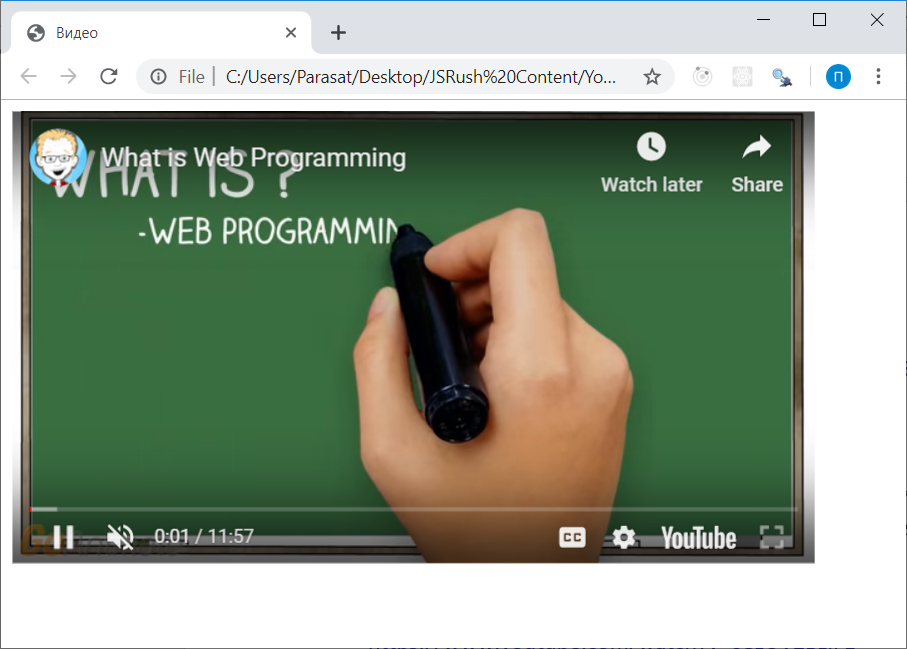 Видео
File | C:/Users/Parasat/Desktop/JSRush%20Content/Yo...
П
What is Web Programming
Watch later
Share
WHAT IS ?
-WEB PROGRAMMIN
0:01 / 11:57
CC
YouTube